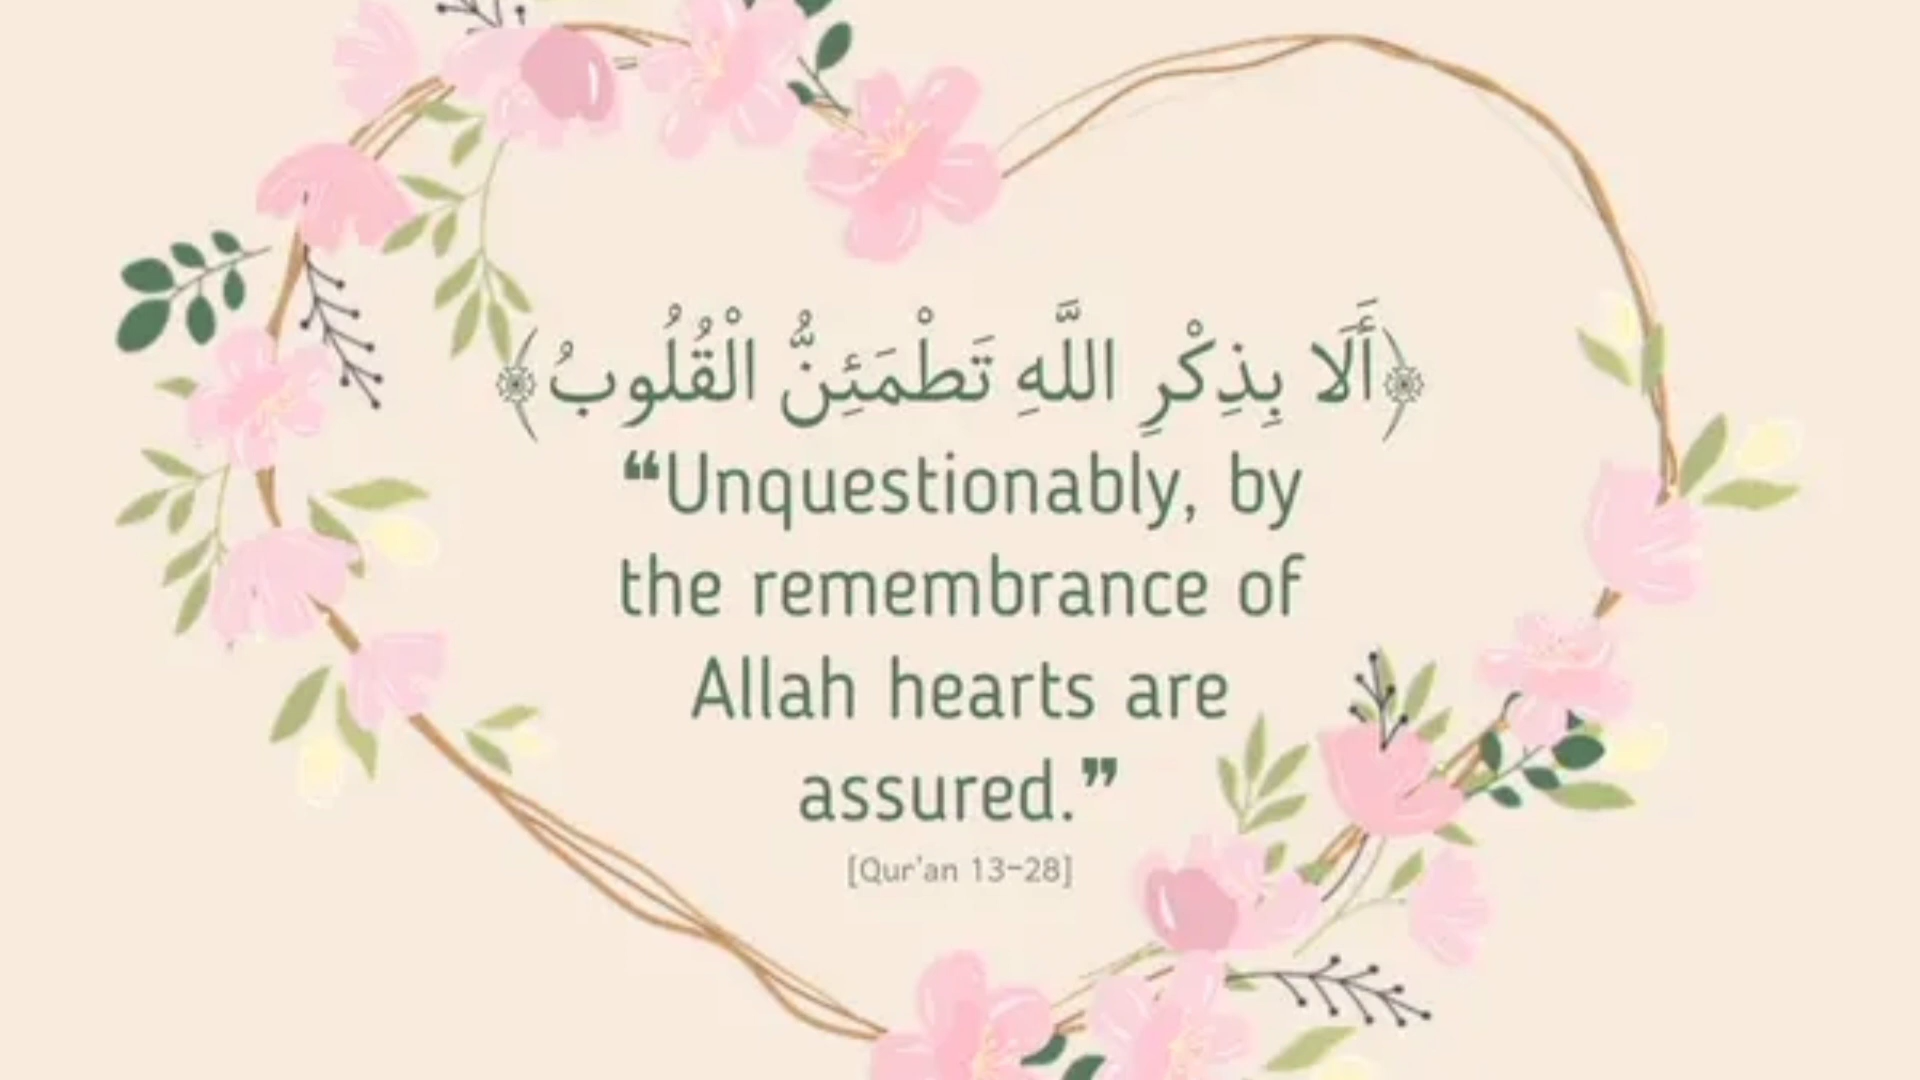 ﴿أَلَا بِذِكْرِ اللَّهِ تَطْمَئِنُّ الْقُلُوبُ﴾
❝Unquestionably, by
the remembrance of
Allah hearts are
assured.❞
[Qur'an 13-28]